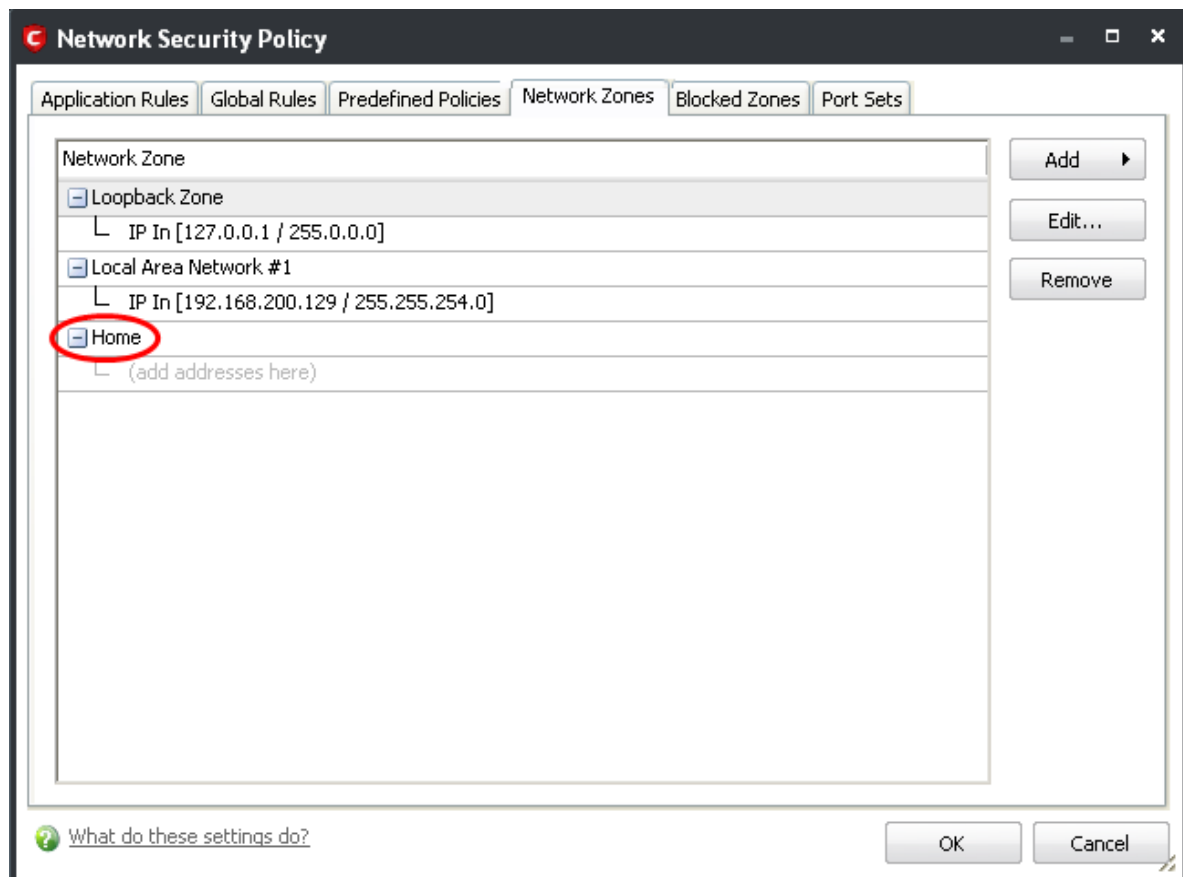 Network Security Policy
Application Rules Global Rules Predefined Policies Network Zones Blocked Zones Port Sets
Network Zone
Add
Loopback Zone
IP In [127.0.0.1 / 255.0.0.0]
Edit...
Local Area Network #1
Remove
IP In [192.168.200.129 / 255.255.254.0]
Home
(add addresses here)
What do these settings do?
OK
Cancel